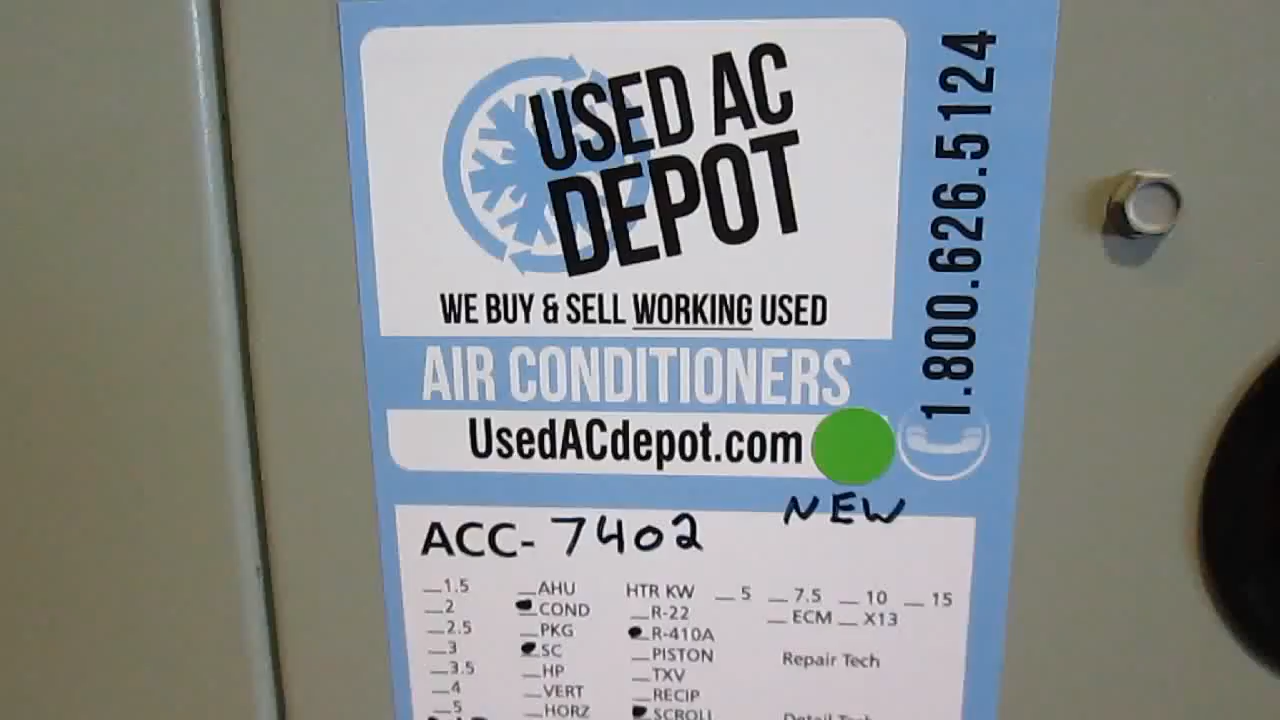 USED AC
DEPOT
WE BUY & SELL WORKING USED
AIR CONDITIONERS
UsedACdepot.com
1.800.626.5124
NEW
ACC- 7402
1.5
2
2.5
3
3.5
4
5
AHU
COND
PKG
SC
HP
VERT
HORZ
HTR KW 5 7.5 10 15
R-22 ECM X13
R-410A
PISTON
TXV
RECIP
SCROLL
Repair Tech